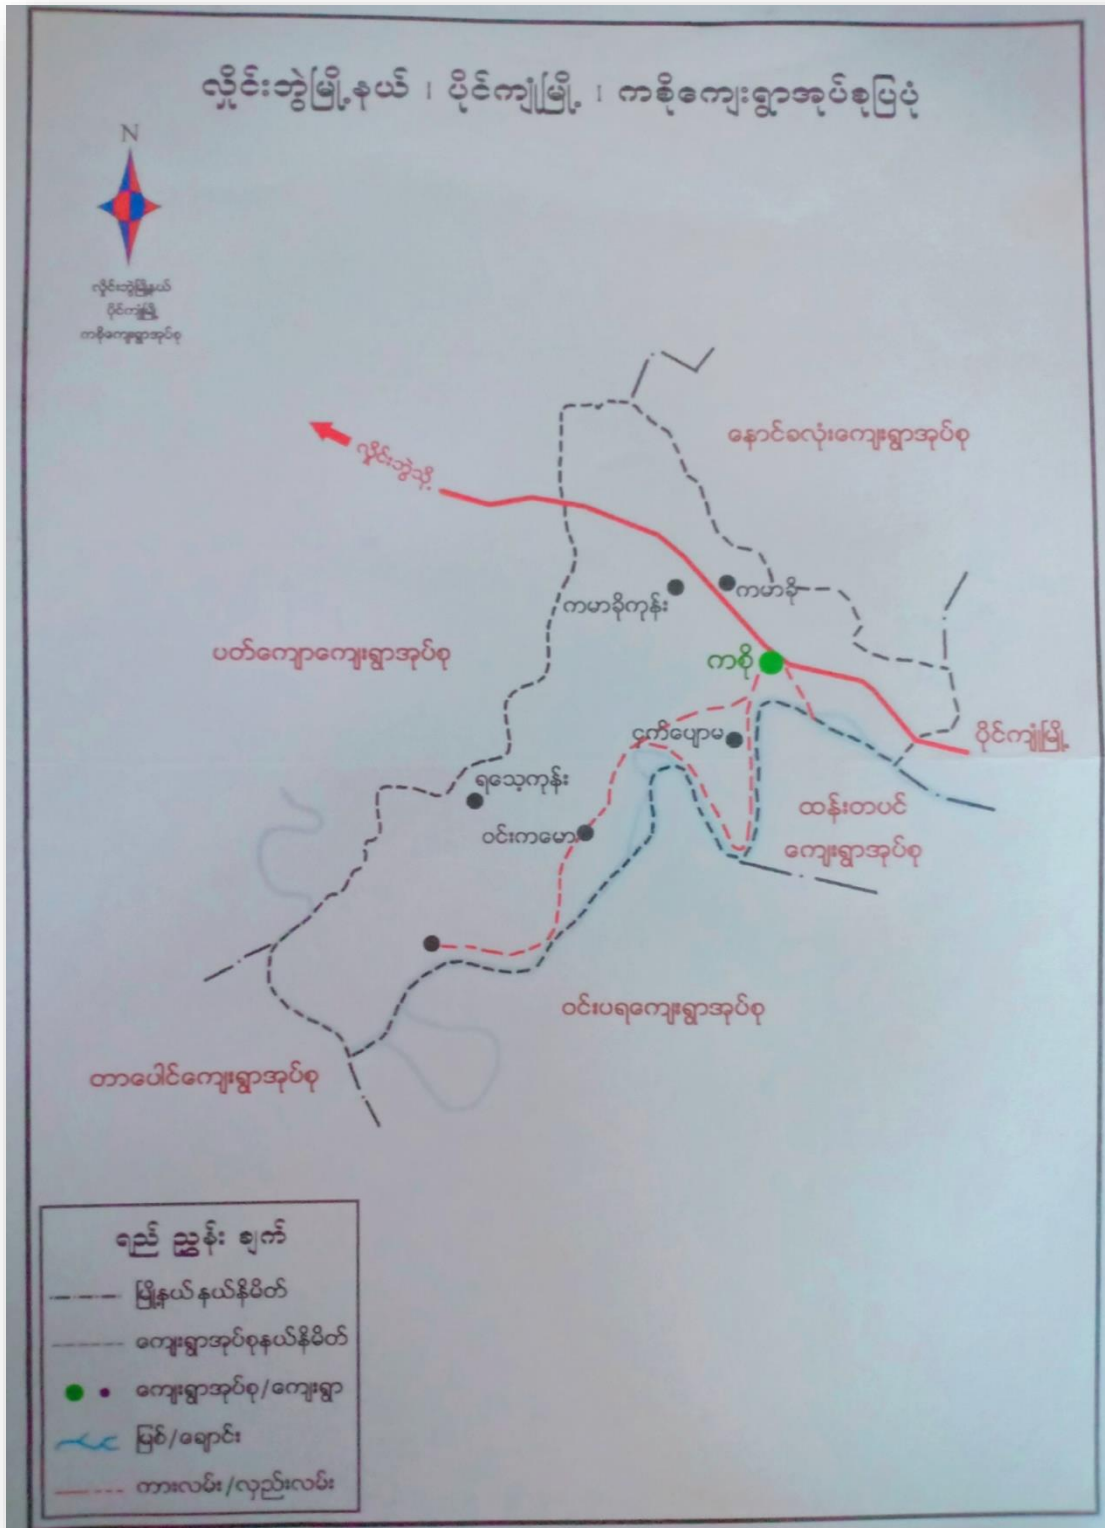 လှိုင်းဘွဲမြို့နယ် ၊ ပိုင်ကျုံမြို့ ၊ ကစိုကျေးရွာအုပ်စုပြပုံ
N
လှိုင်းဘွဲမြို့နယ်
ပိုင်ကျုံမြို့
ကစိုကျေးရွာအုပ်စု
နောင်ခလုံကျေးရွာအုပ်စု
လှိုင်းဘွဲသို့
ကမာခိုကုန်း
ကမာခို
ပတ်ကျောကျေးရွာအုပ်စု
ကစို
ပိုင်ကျုံမြို့
ငှက်ပျောမ
ရသေ့ကုန်း
ဝင်းကမော
ထန်းတပင်
ကျေးရွာအုပ်စု
ဝင်းပရကျေးရွာအုပ်စု
တာပေါင်ကျေးရွာအုပ်စု
ရည် ညွှန်း ချက်
မြို့နယ်နယ်နိမိတ်
ကျေးရွာအုပ်စုနယ်နိမိတ်
ကျေးရွာအုပ်စု/ကျေးရွာ
မြစ်/ချောင်း
ကားလမ်း/လှည်းလမ်း